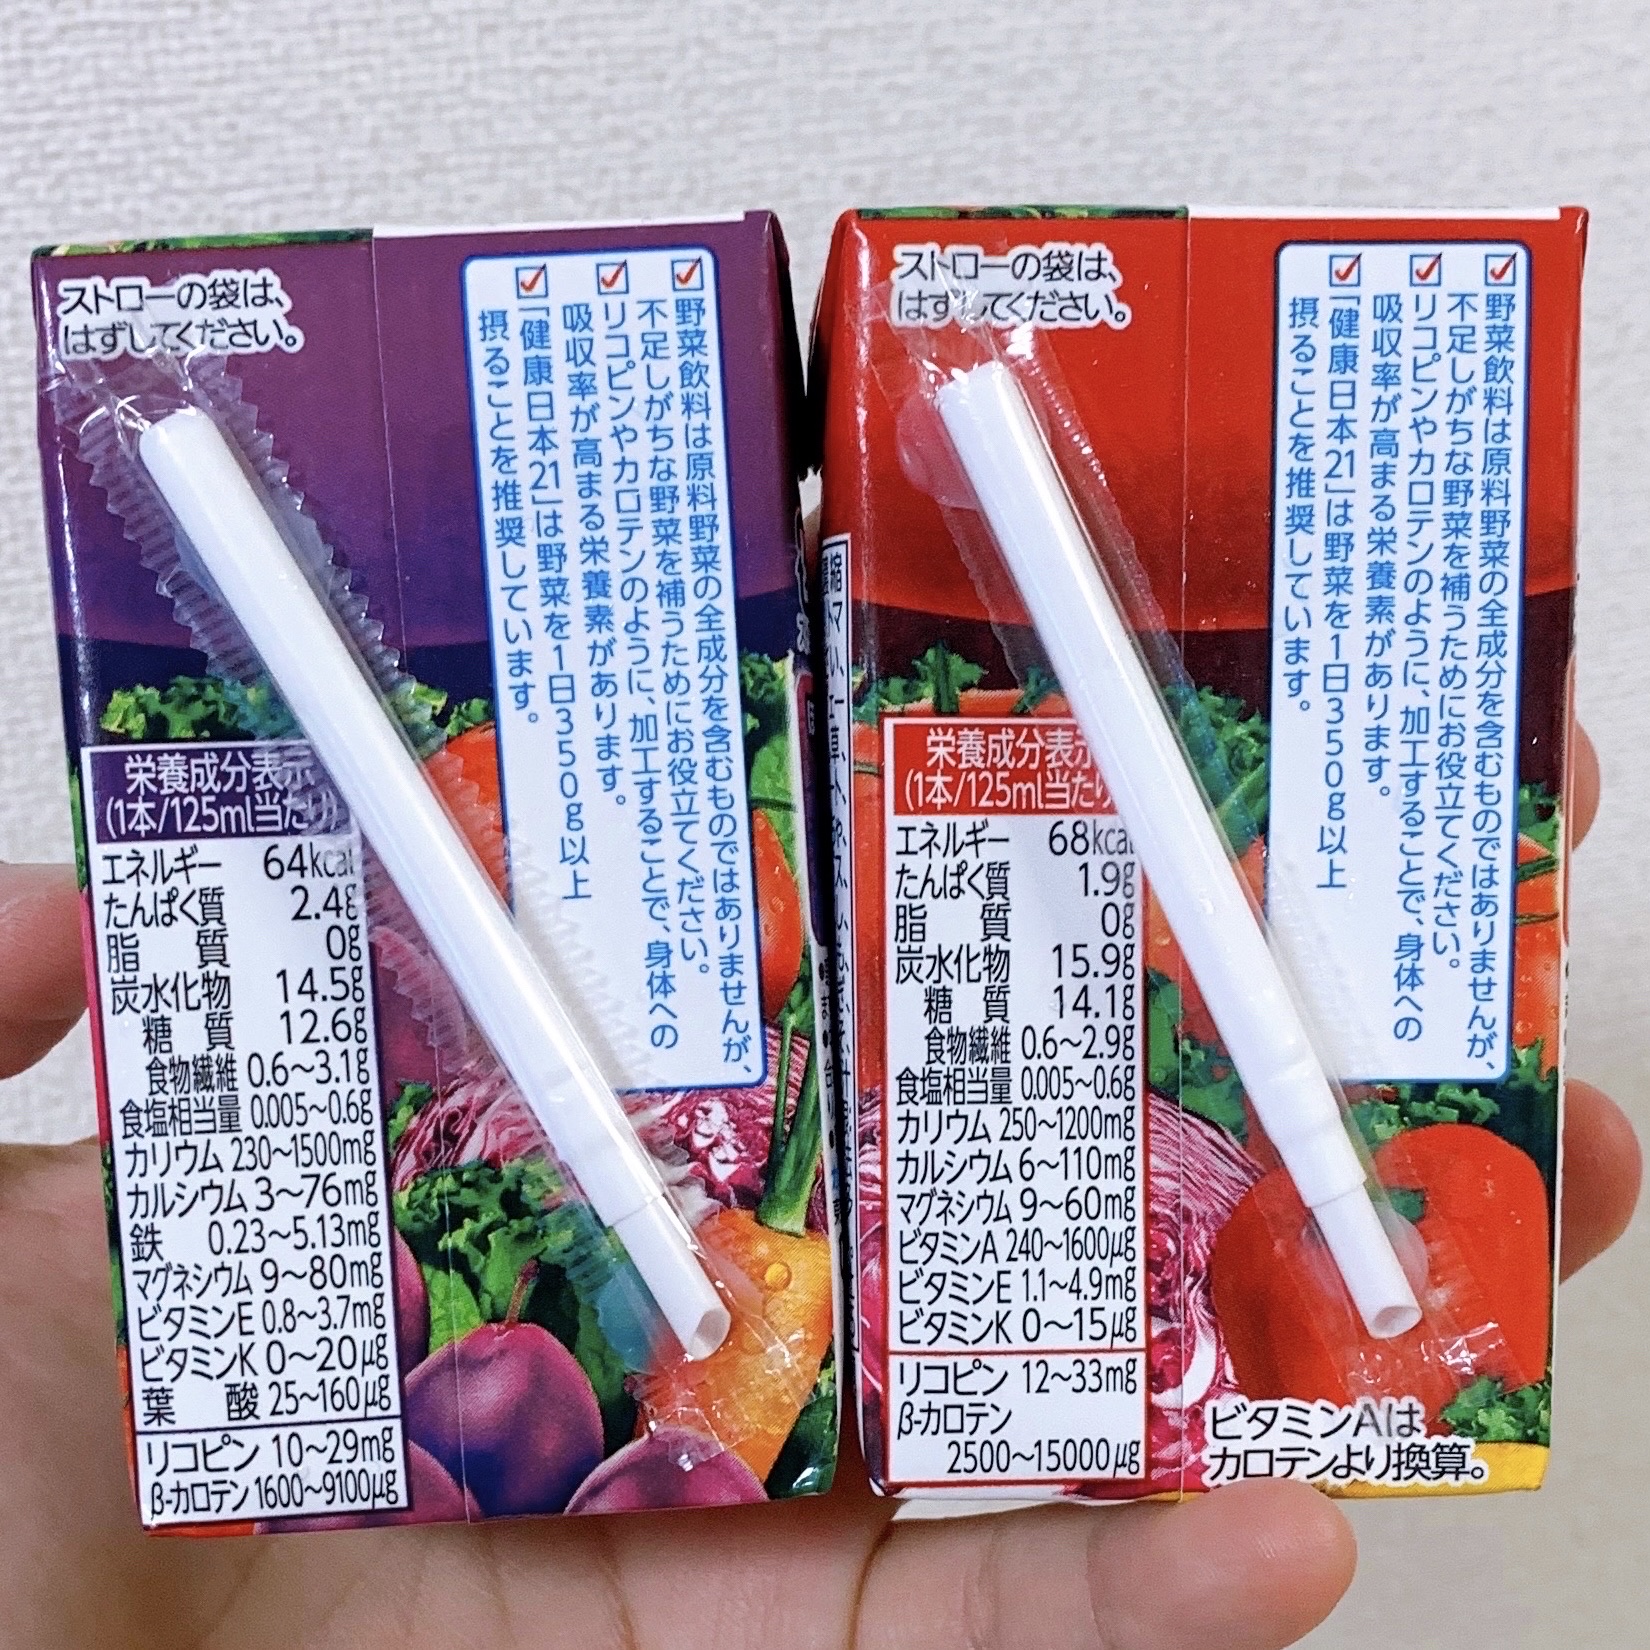 ストローの袋は、
はずしてください。
野菜飲料は原料野菜の全成分を含むものではありませんが、
不足しがちな野菜を補うためにお役立てください。
リコピンやカロテンのように、加工することで、身体への
吸収率が高まる栄養素があります。
「健康日本21」は野菜を1日350g以上
摂ることを推奨しています。
栄養成分表示
(1本/125ml当たり)
エネルギー 64kcal
たんぱく質 2.4g
脂質 0g
炭水化物 14.5g
糖質 12.6g
食物繊維 0.6〜3.1g
食塩相当量 0.005〜0.6g
カリウム 230〜1500mg
カルシウム 3〜76mg
鉄 0.23〜5.13mg
マグネシウム 9〜80mg
ビタミンE 0.8〜3.7mg
ビタミンK 0〜20μg
葉酸 25〜160μg
リコピン 10〜29mg
β-カロテン 1600〜9100μg
ストローの袋は、
はずしてください。
野菜飲料は原料野菜の全成分を含むものではありませんが、
不足しがちな野菜を補うためにお役立てください。
リコピンやカロテンのように、加工することで、身体への
吸収率が高まる栄養素があります。
「健康日本21」は野菜を1日350g以上
摂ることを推奨しています。
栄養成分表示
(1本/125ml当たり
エネルギー 68kcal
たんぱく質 1.9g
脂質 0g
炭水化物 15.9g
糖質 14.1g
食物繊維 0.6〜2.9g
食塩相当量 0.005〜0.6g
カリウム 250〜1200mg
カルシウム 6〜110mg
マグネシウム 9〜60mg
ビタミンA 240〜1600μg
ビタミンE 1.1〜4.9mg
ビタミンK 0〜15μg
リコピン 12〜33mg
β-カロテン
2500〜15000μg
ビタミンAは
カロテンより換算。